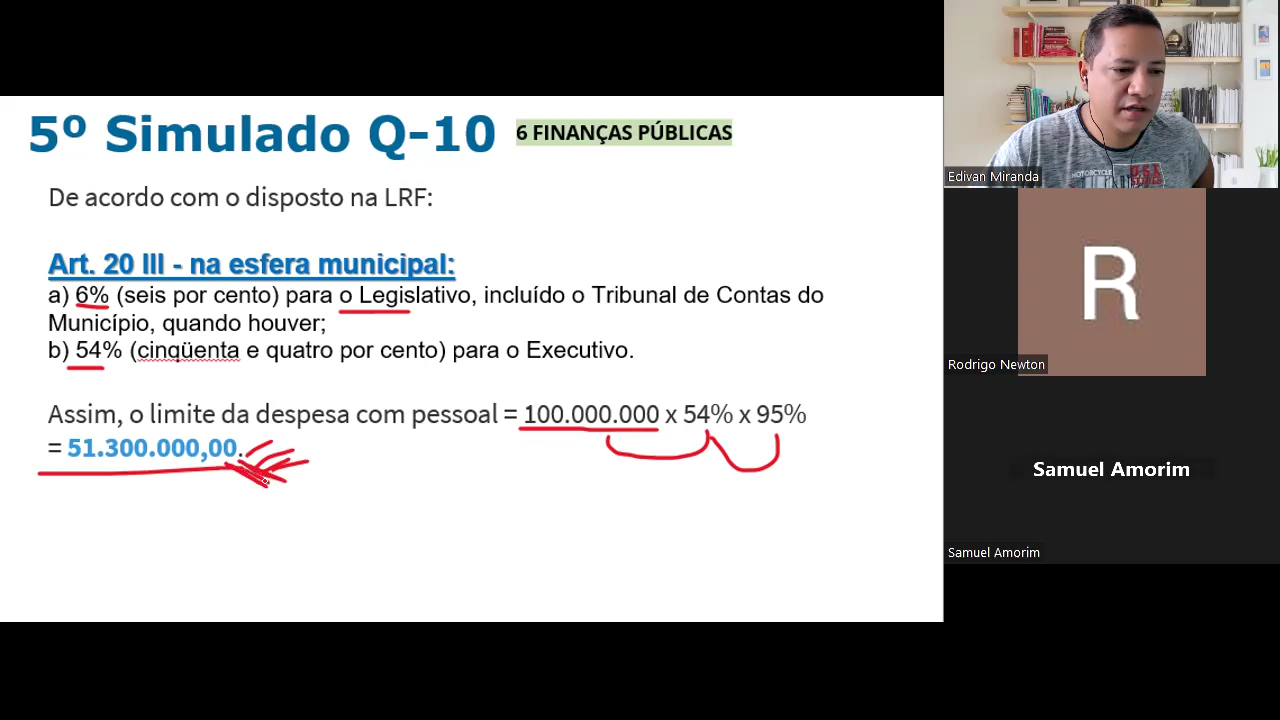 5º Simulado Q-10 6 FINANÇAS PÚBLICAS
De acordo com o disposto na LRF:
Art. 20 III - na esfera municipal:
a) 6% (seis por cento) para o Legislativo, incluído o Tribunal de Contas do
Município, quando houver;
b) 54% (cinqüenta e quatro por cento) para o Executivo.
Assim, o limite da despesa com pessoal = 100.000.000 x 54% x 95%
= 51.300.000,00.
Edivan Miranda
R
Rodrigo Newton
Samuel Amorim
Samuel Amorim